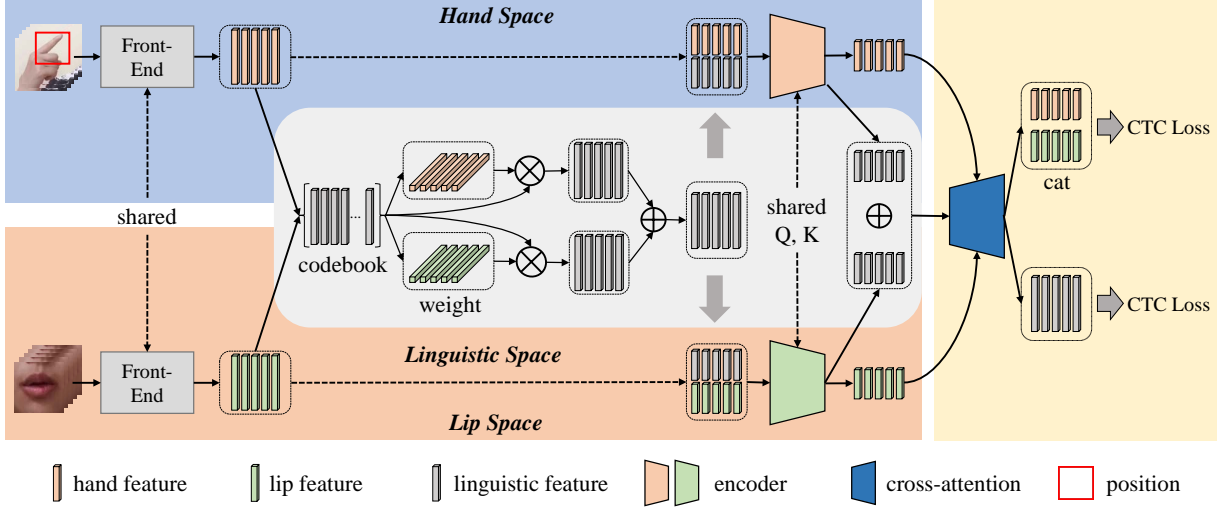 Hand Space
Front-
End
CTC Loss
cat
shared
codebook
weight
shared
Q, K
CTC Loss
Linguistic Space
Front-
End
Lip Space
hand feature
lip feature
linguistic feature
encoder
cross-attention
position